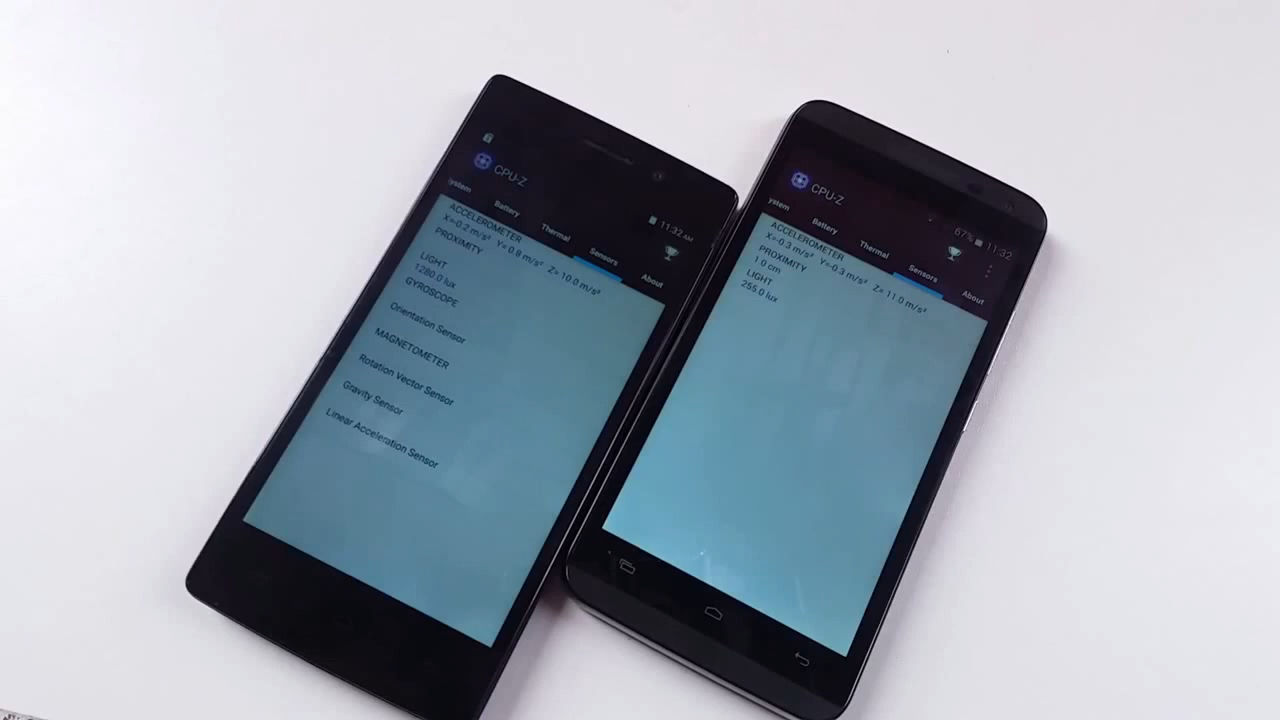 CPU-Z
11:32 AM
ystem
Battery
Thermal
Sensors
About
ACCELEROMETER
X=-0.2 m/s² Y=0.8 m/s² Z=10.0 m/s²
PROXIMITY
LIGHT
1280.0 lux
GYROSCOPE
Orientation Sensor
MAGNETOMETER
Rotation Vector Sensor
Gravity Sensor
Linear Acceleration Sensor
CPU-Z
67% 11:32
ystem
Battery
Thermal
Sensors
About
ACCELEROMETER
X=-0.3 m/s² Y=-0.3 m/s² Z=11.0 m/s²
PROXIMITY
1.0 cm
LIGHT
255.0 lux